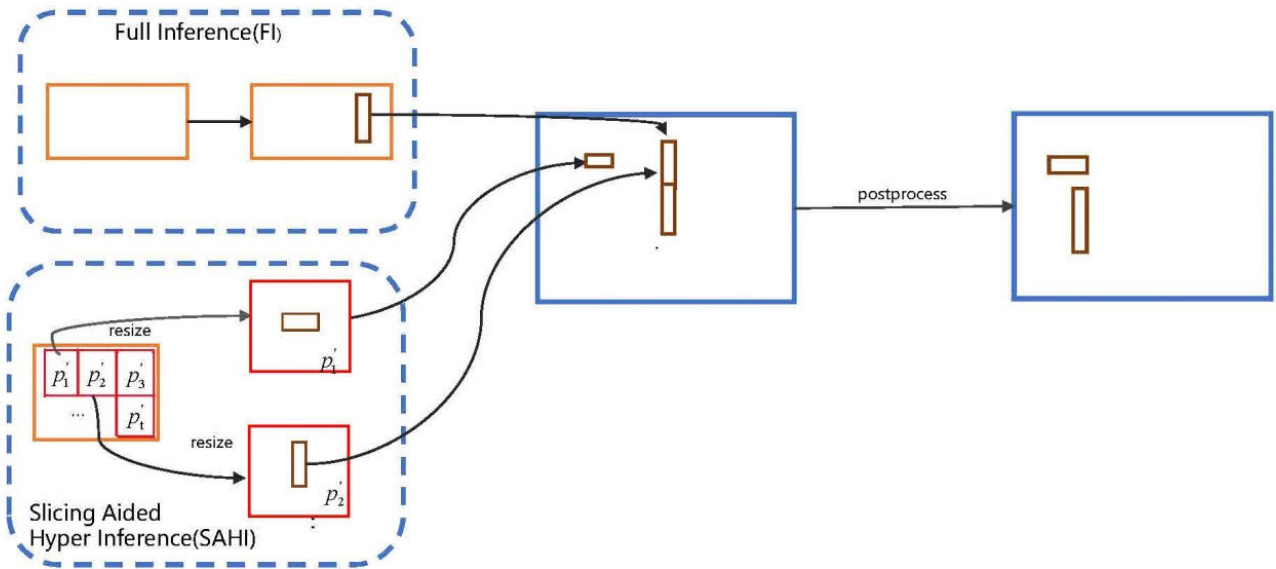 Full Inference(FI)
postprocess
resize
p'1 p'2 p'3
... p't
p'1
resize
p'2
Slicing Aided
Hyper Inference(SAHI)